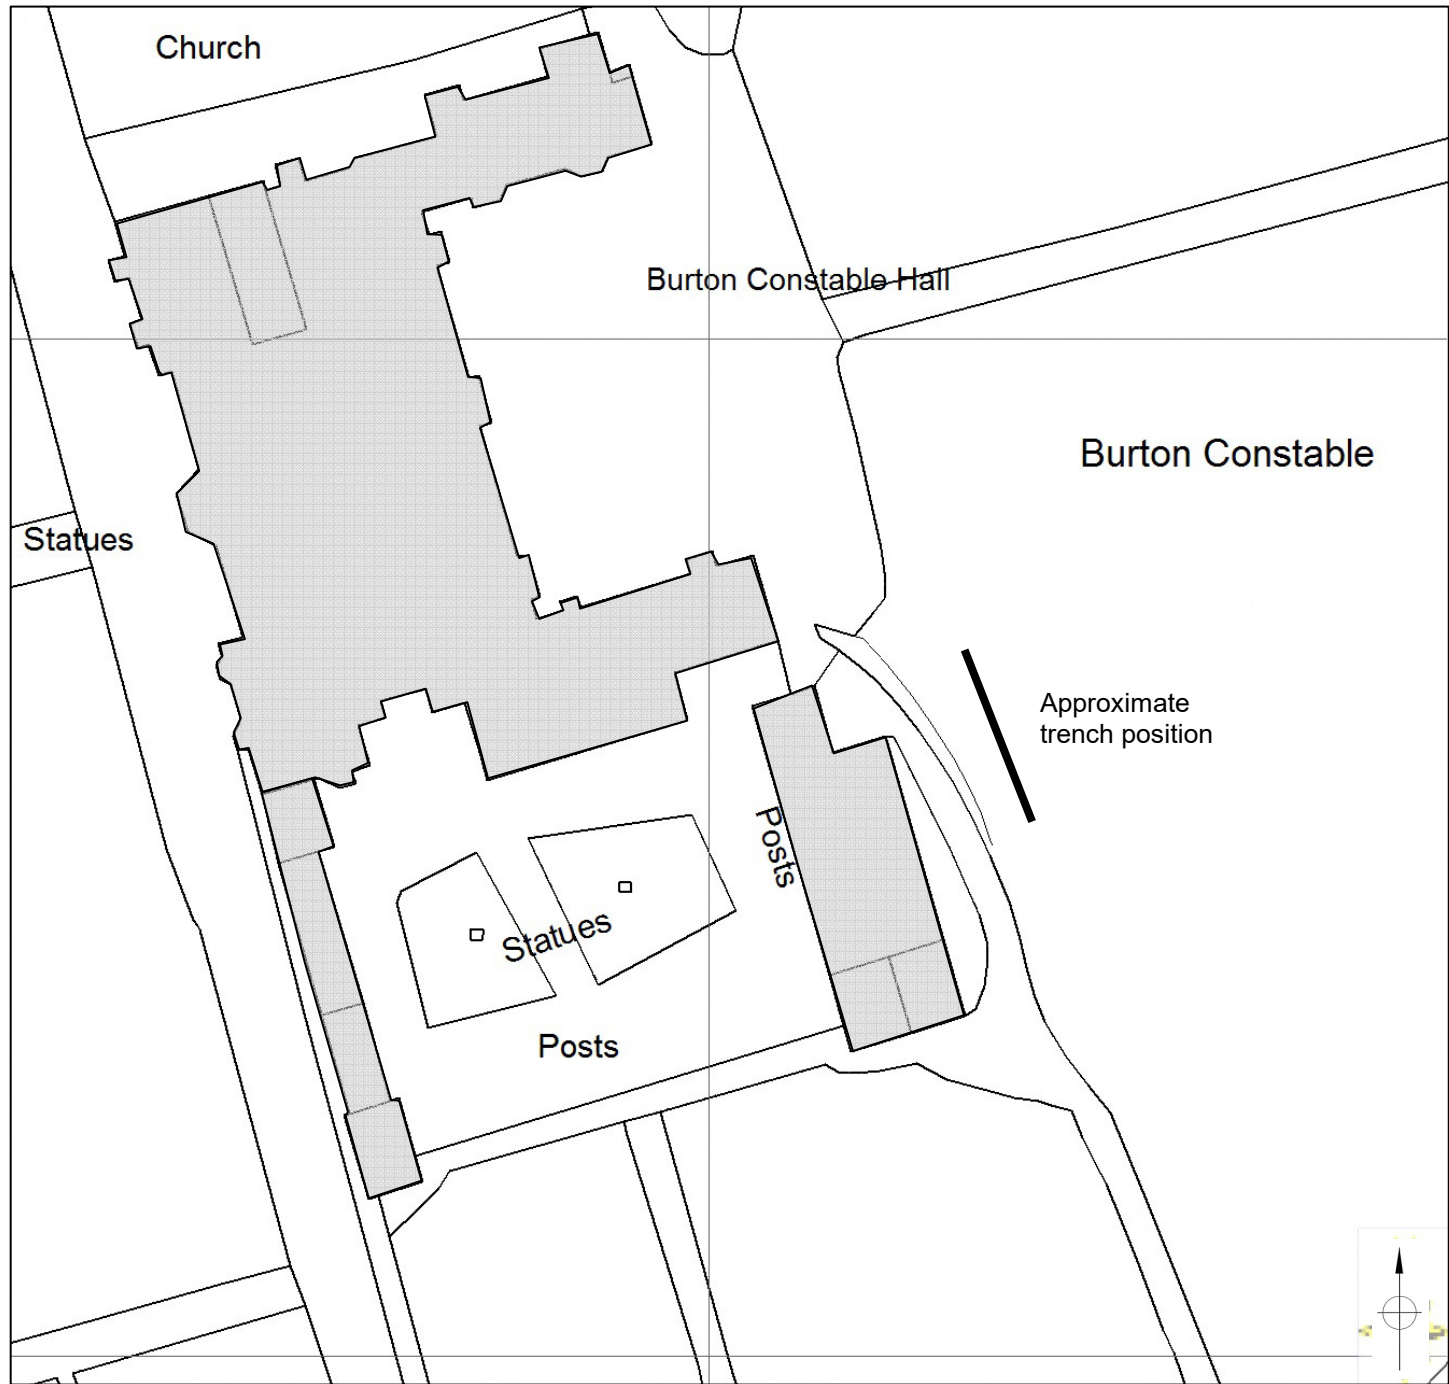 Church
Burton Constable Hall
Burton Constable
Statues
Approximate
trench position
Posts
Statues
Posts